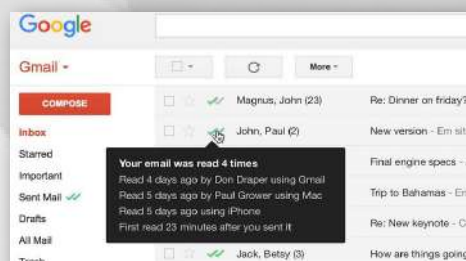 Google
Gmail
More
COMPOSE
Magnus, John (23)
Re: Dinner on friday?
Inbox
John, Paul (2)
New version - Em sit
Starred
Final engine specs -
Important
Sent Mail
Trip to Bahamas - En
Drafts
Re: New keynote - C
All Mail
Trash
Jack, Betsy (3)
How are things going
Your email was read 4 times
Read 4 days ago by Don Draper using Gmail
Read 5 days ago by Paul Grower using Mac
Read 5 days ago using iPhone
First read 23 minutes after you sent it